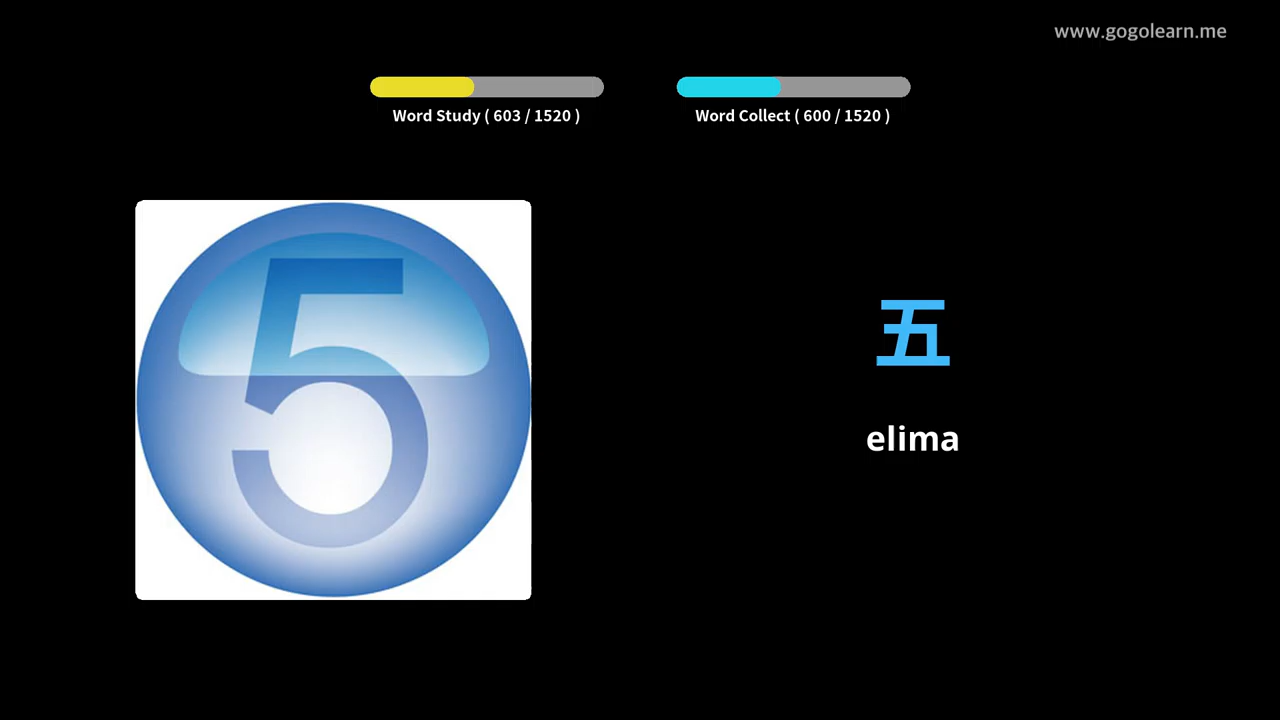 www.gogolearn.me
Word Study ( 603 / 1520 )
Word Collect ( 600 / 1520 )
5
五
elima